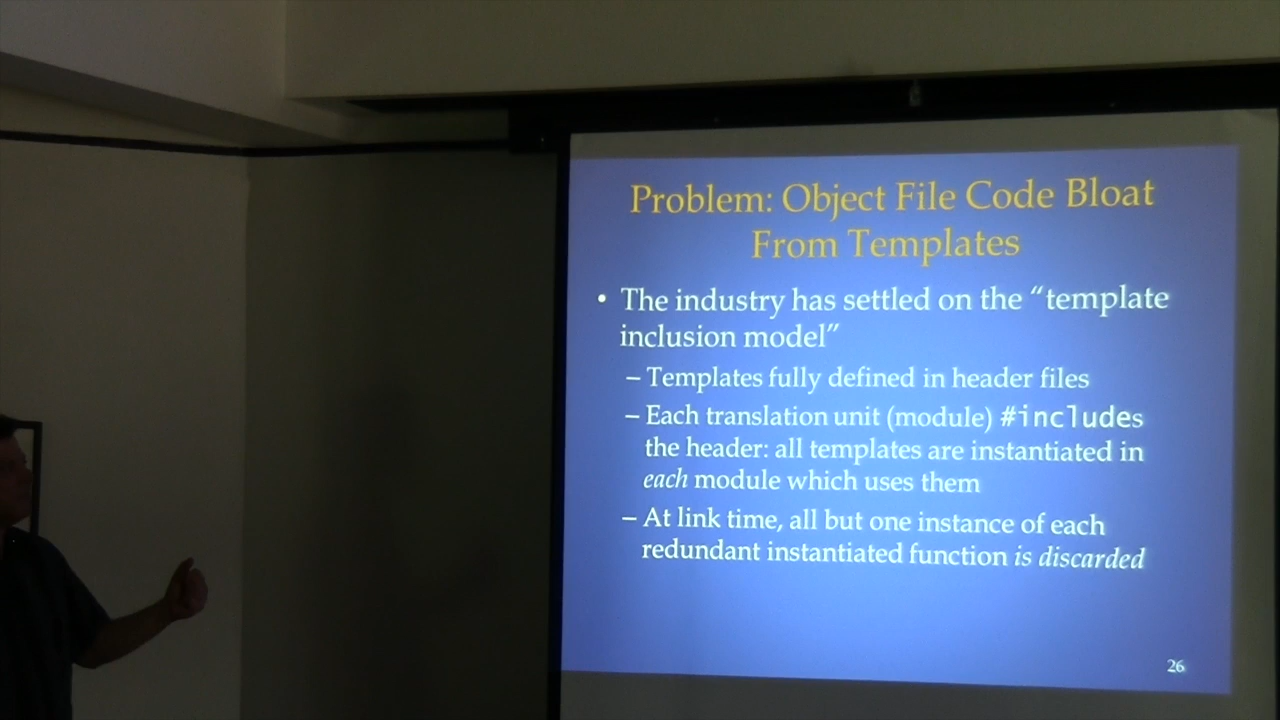 Problem: Object File Code Bloat
From Templates
• The industry has settled on the “template
inclusion model”
– Templates fully defined in header files
– Each translation unit (module) #includes
the header: all templates are instantiated in
each module which uses them
– At link time, all but one instance of each
redundant instantiated function is discarded
26